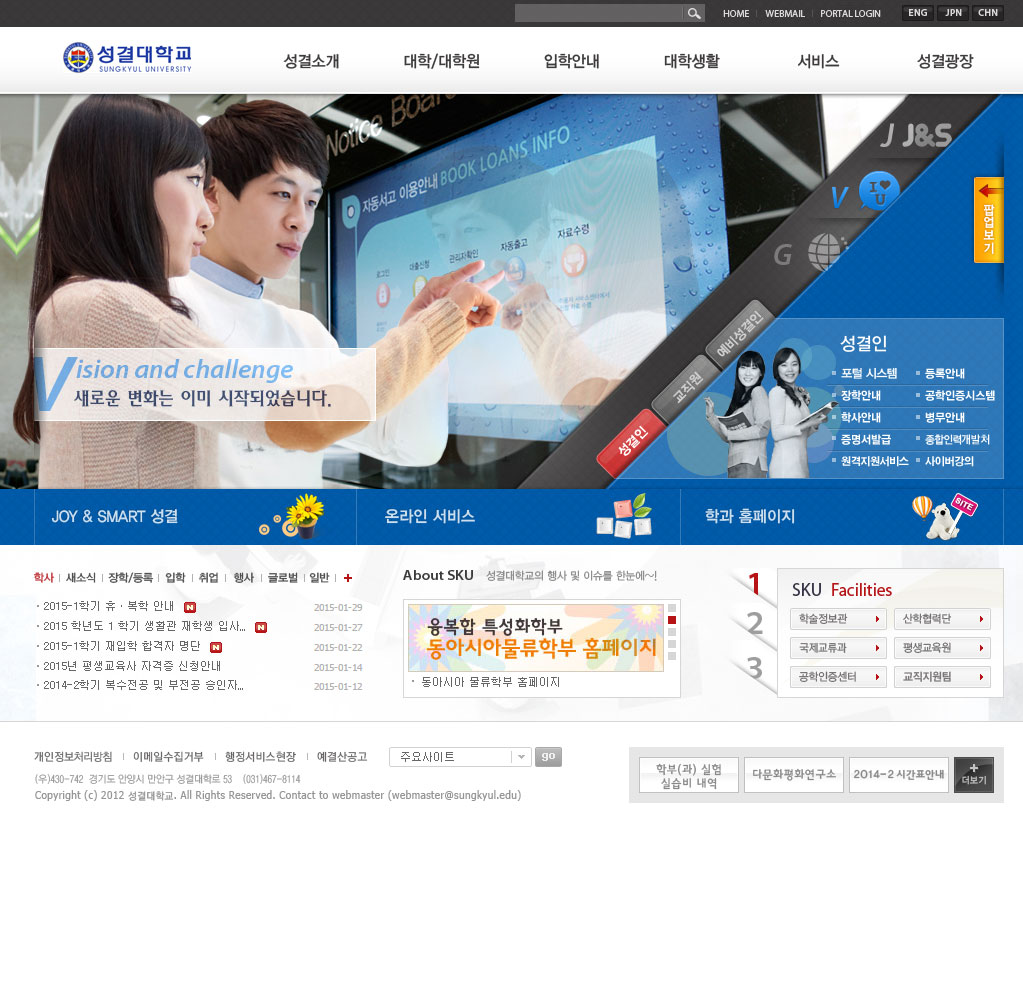 HOME WEBMAIL PORTAL LOGIN ENG JPN CHN
성결대학교
SUNGKYUL UNIVERSITY
성결소개 대학/대학원 입학안내 대학생활 서비스 성결광장
Notice Board
자동서고 이용안내 BOOK LOANS INFO
로그인 대출신청 관리자확인 자동출고 자료수령
J J&S
V I ♥ U
G
팝업보기
예비성결인
교직원
성결인
Vision and challenge
새로운 변화는 이미 시작되었습니다.
성결인
포털 시스템 등록안내
장학안내 공학인증시스템
학사안내 병무안내
증명서발급 종합인력개발처
원격지원서비스 사이버강의
JOY & SMART 성결 온라인 서비스 학과 홈페이지 SITE
학사 새소식 장학/등록 입학 취업 행사 글로벌 일반 +
· 2015-1학기 휴·복학 안내 N 2015-01-29
· 2015 학년도 1 학기 생활관 재학생 입사... N 2015-01-27
· 2015-1학기 재입학 합격자 명단 N 2015-01-22
· 2015년 평생교육사 자격증 신청안내 2015-01-14
· 2014-2학기 복수전공 및 부전공 승인자... 2015-01-12
About SKU 성결대학교의 행사 및 이슈를 한눈에~!
융복합 특성화학부
동아시아물류학부 홈페이지
· 동아시아 물류학부 홈페이지
1
2
3
SKU Facilities
학술정보관 산학협력단
국제교류과 평생교육원
공학인증센터 교직지원팀
개인정보처리방침 이메일수집거부 행정서비스헌장 예결산공고 주요사이트 go
(우)430-742 경기도 안양시 만안구 성결대학로 53 (031)467-8114
Copyright (c) 2012 성결대학교. All Rights Reserved. Contact to webmaster (webmaster@sungkyul.edu)
학부(과) 실험
실습비 내역
다문화평화연구소
2014-2 시간표안내
+
더보기